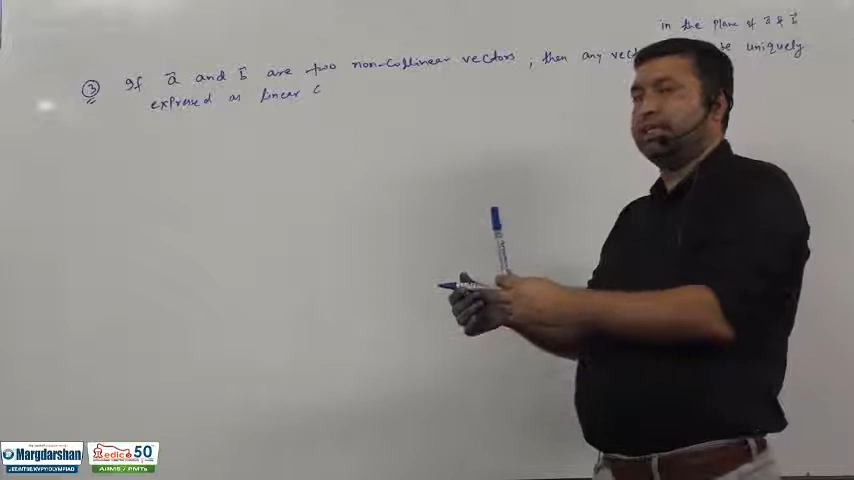 in the plane of a⃗ & b⃗
③ If a⃗ and b⃗ are two non-collinear vectors, then any vect be uniquely
expressed as linear c
Margdarshan
JEE/NTSE/KVPY/OLYMPIAD
Medico 50
AIIMS / PMTs